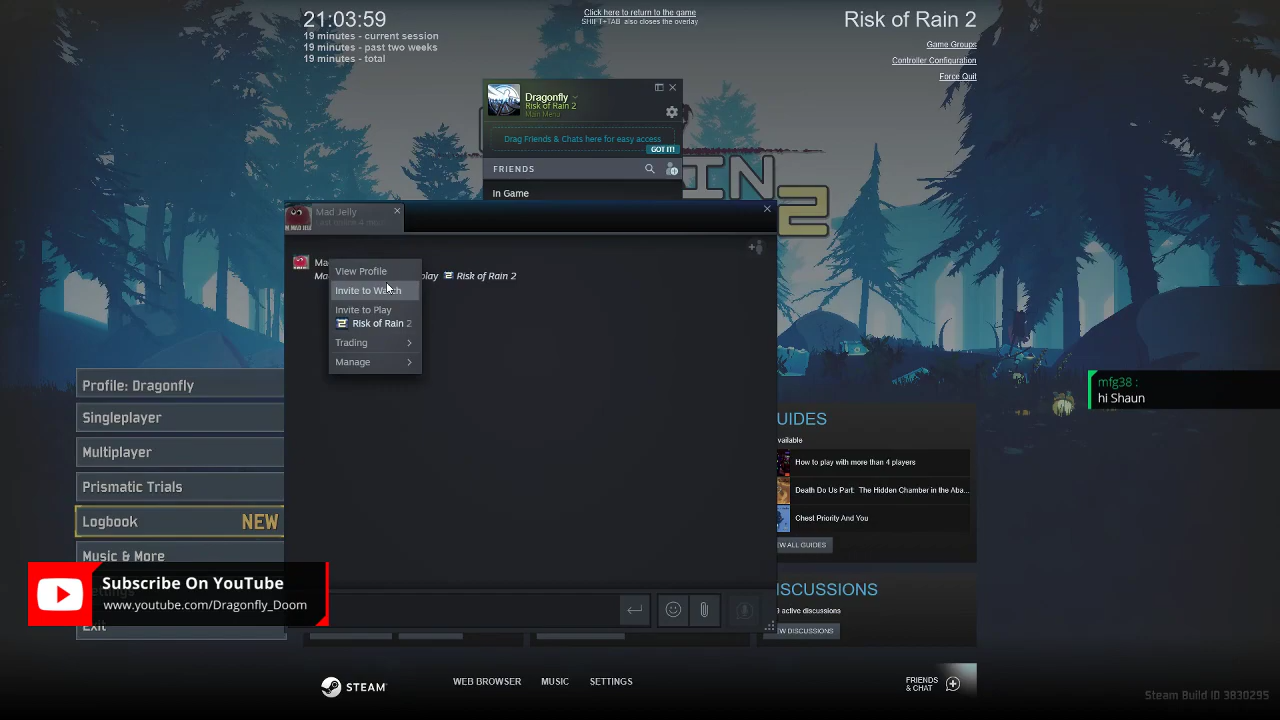 21:03:59
19 minutes - current session
19 minutes - past two weeks
19 minutes - total
Click here to return to the game
SHIFT+TAB also closes the overlay
Risk of Rain 2
Game Groups
Controller Configuration
Force Quit
Dragonfly
Risk of Rain 2
Main Menu
Drag Friends & Chats here for easy access
GOT IT!
FRIENDS
In Game
IN
2
Mad Jelly
Ma
Ma play Risk of Rain 2
View Profile
Invite to Watch
Invite to Play
Risk of Rain 2
Trading
Manage
Profile: Dragonfly
Singleplayer
Multiplayer
Prismatic Trials
Logbook NEW
Music & More
Exit
Subscribe On YouTube
www.youtube.com/Dragonfly_Doom
mfg38 :
hi Shaun
UIDES
vailable
How to play with more than 4 players
Death Do Us Part: The Hidden Chamber in the Aba...
Chest Priority And You
EW ALL GUIDES
ISCUSSIONS
active discussions
EW DISCUSSIONS
STEAM
WEB BROWSER
MUSIC
SETTINGS
FRIENDS
& CHAT
Steam Build ID 3830295